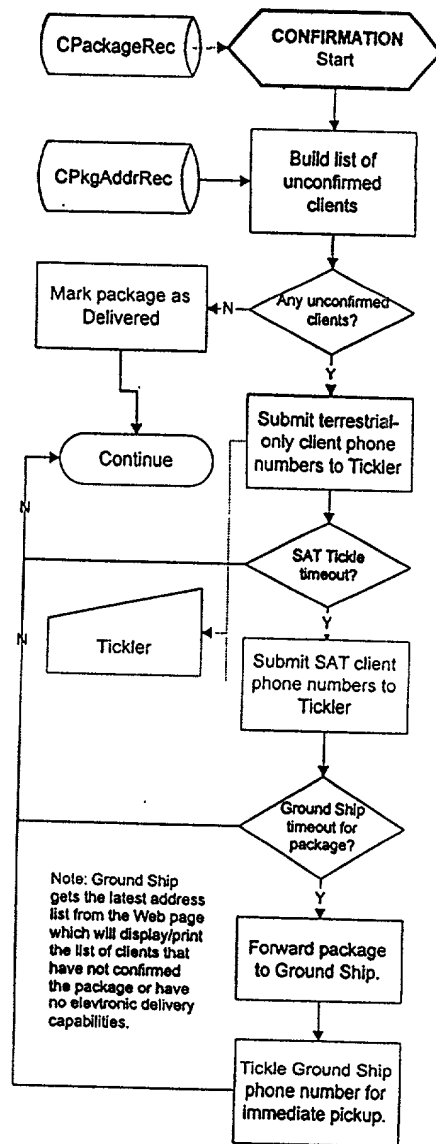 CPackageRec
CONFIRMATION
Start
CPkgAddrRec
Build list of
unconfirmed
clients
Mark package as
Delivered
N
Any unconfirmed
clients?
Y
Continue
Submit terrestrial-
only client phone
numbers to Tickler
N
SAT Tickle
timeout?
N
Tickler
Y
Submit SAT client
phone numbers to
Tickler
Ground Ship
timeout for
package?
Note: Ground Ship
gets the latest address
list from the Web page
which will display/print
the list of clients that
have not confirmed
the package or have
no elevtronic delivery
capabilities.
Y
Forward package
to Ground Ship.
Tickle Ground Ship
phone number for
immediate pickup.